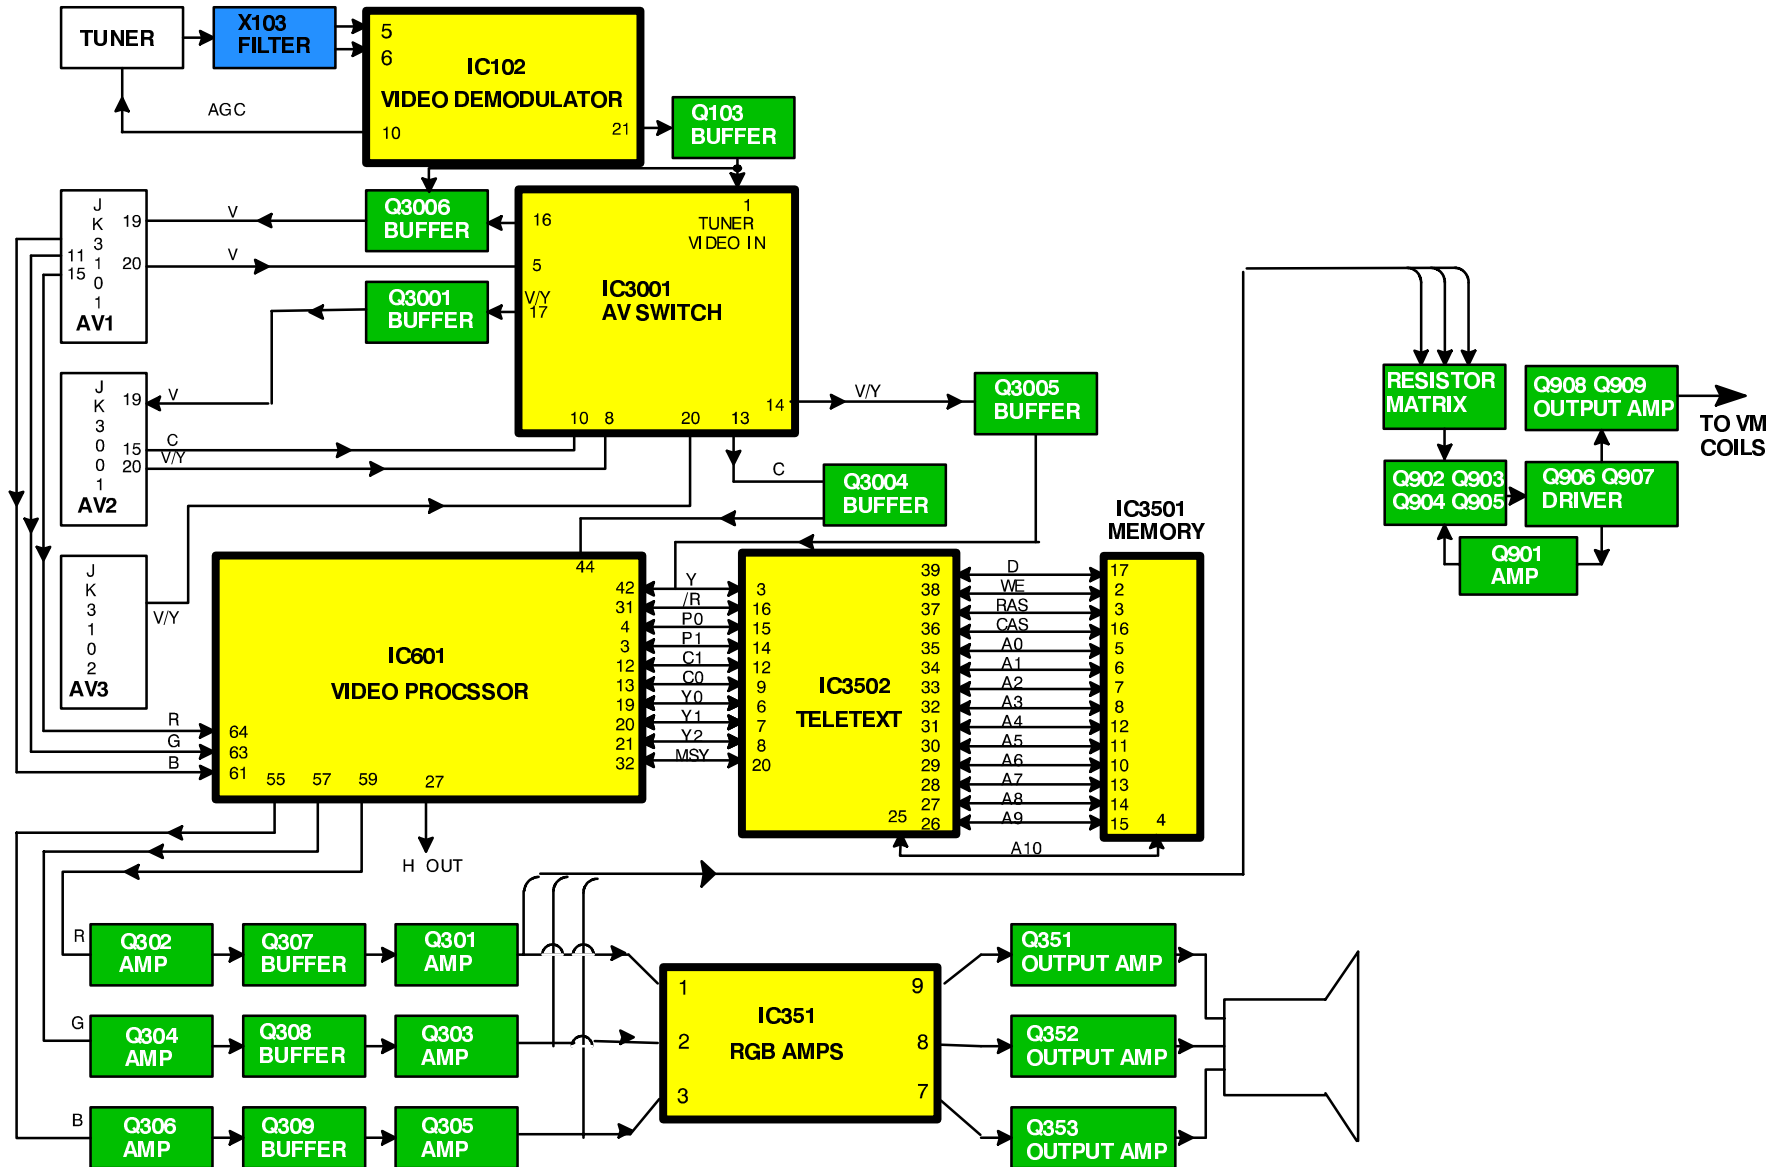 TUNER
X103
FILTER
5
6
IC102
VIDEO DEMODULATOR
10
21
AGC
Q103
BUFFER
J
K
3
1
0
1
AV1
19
20
11
15
V
V
Q3006
BUFFER
16
5
V/Y
17
1
TUNER
VIDEO IN
IC3001
AV SWITCH
Q3001
BUFFER
10
8
20
13
14
V/Y
Q3005
BUFFER
J
K
3
0
0
1
AV2
19
15
20
V
C
V/Y
C
Q3004
BUFFER
J
K
3
1
0
2
AV3
V/Y
RESISTOR
MATRIX
Q908 Q909
OUTPUT AMP
TO VM
COILS
Q902 Q903
Q904 Q905
Q906 Q907
DRIVER
Q901
AMP
44
IC601
VIDEO PROCSSOR
42
31
4
3
12
13
19
20
21
32
64
63
61
55
57
59
27
R
G
B
H OUT
Y
/R
P0
P1
C1
C0
Y0
Y1
Y2
MSY
3
16
15
14
12
9
6
7
8
20
IC3502
TELETEXT
39
38
37
36
35
34
33
32
31
30
29
28
27
26
25
D
WE
RAS
CAS
A0
A1
A2
A3
A4
A5
A6
A7
A8
A9
A10
IC3501
MEMORY
17
2
3
16
5
6
7
8
12
11
10
13
14
15
4
R
Q302
AMP
Q307
BUFFER
Q301
AMP
G
Q304
AMP
Q308
BUFFER
Q303
AMP
B
Q306
AMP
Q309
BUFFER
Q305
AMP
1
2
3
IC351
RGB AMPS
9
8
7
Q351
OUTPUT AMP
Q352
OUTPUT AMP
Q353
OUTPUT AMP